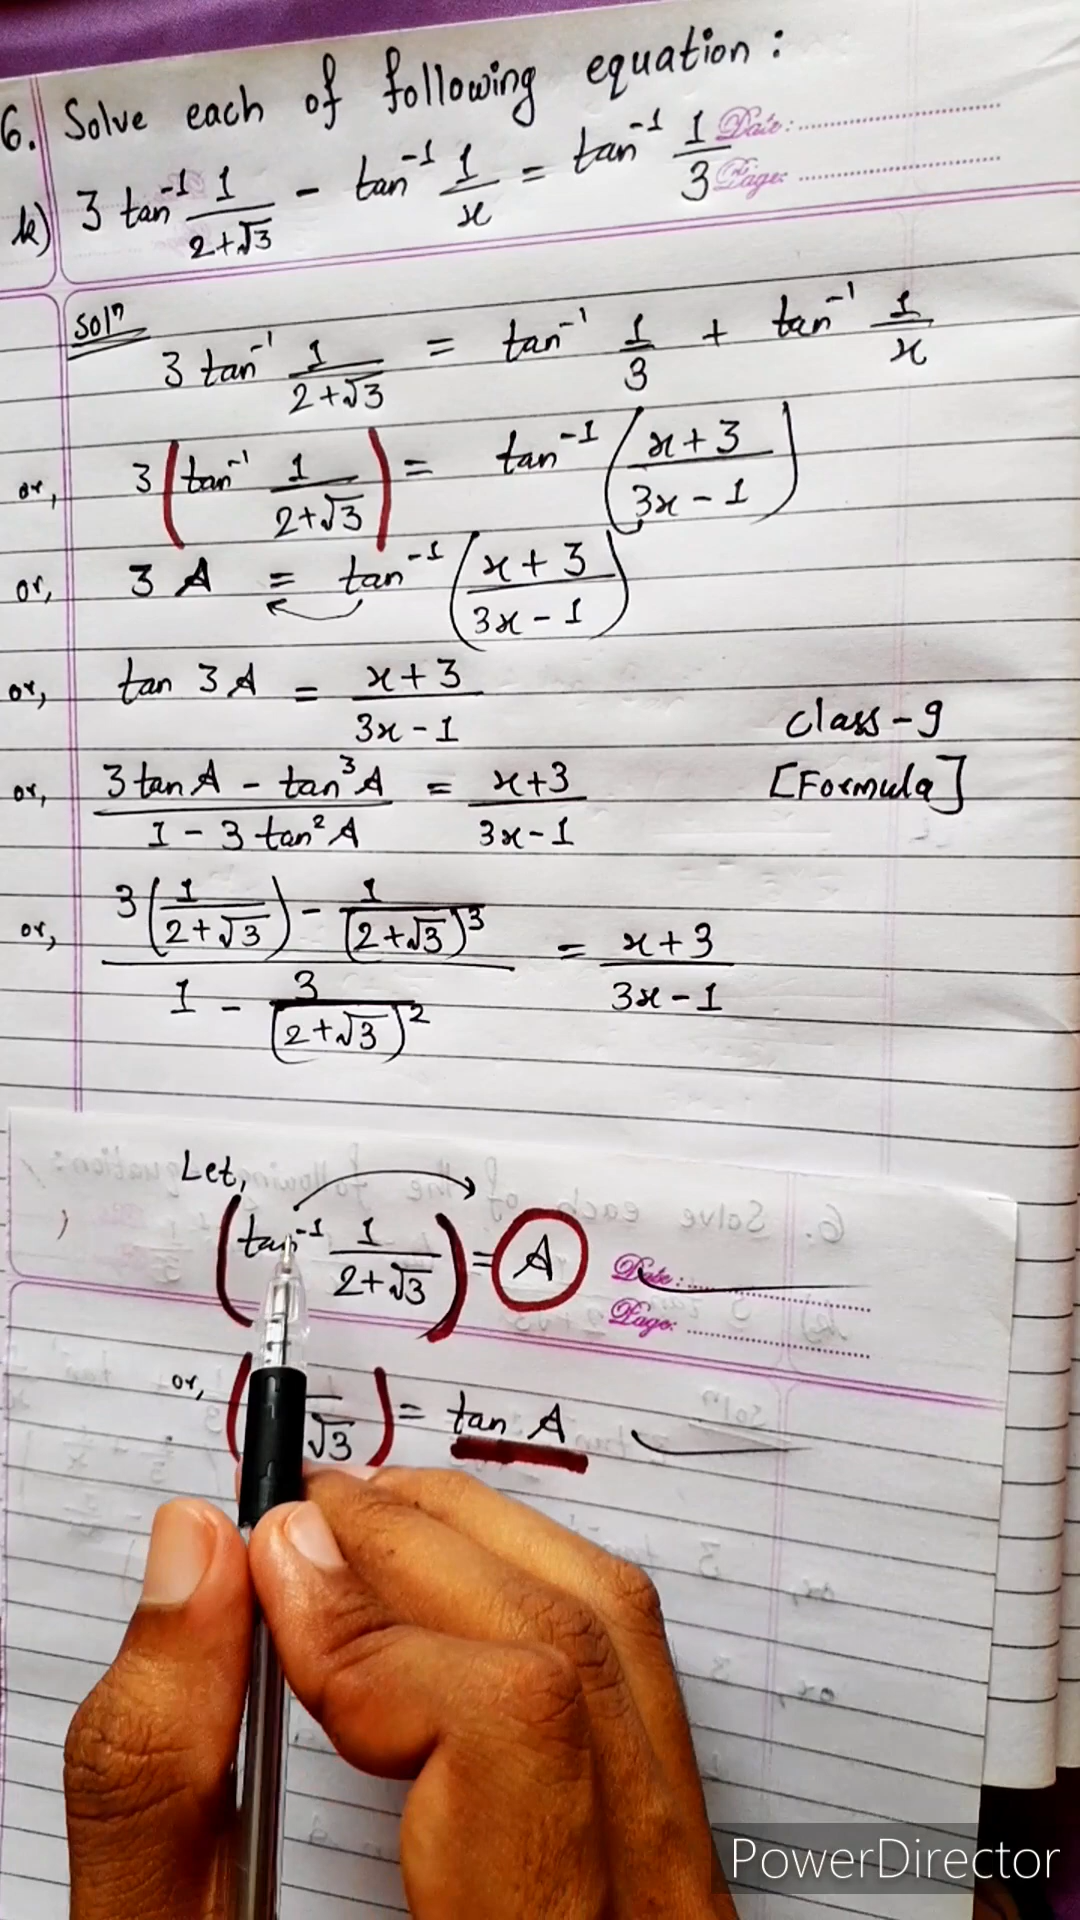 6. Solve each of following equation :
Date:
k) 3 tan⁻¹ 1/(2+√3) - tan⁻¹ 1/x = tan⁻¹ 1/3
Page:
Solⁿ
3 tan⁻¹ 1/(2+√3) = tan⁻¹ 1/3 + tan⁻¹ 1/x
or, 3 (tan⁻¹ 1/(2+√3)) = tan⁻¹ ((x+3)/(3x-1))
or, 3 A = tan⁻¹ ((x+3)/(3x-1))
or, tan 3A = (x+3)/(3x-1)
class-9
or, (3 tan A - tan³ A)/(1 - 3 tan² A) = (x+3)/(3x-1) [Formula]
or, (3(1/(2+√3)) - 1/(2+√3)³)/(1 - 3/(2+√3)²) = (x+3)/(3x-1)
Let,
(tan⁻¹ 1/(2+√3)) = A
Date:
Page:
or, ( √3) = tan A
PowerDirector